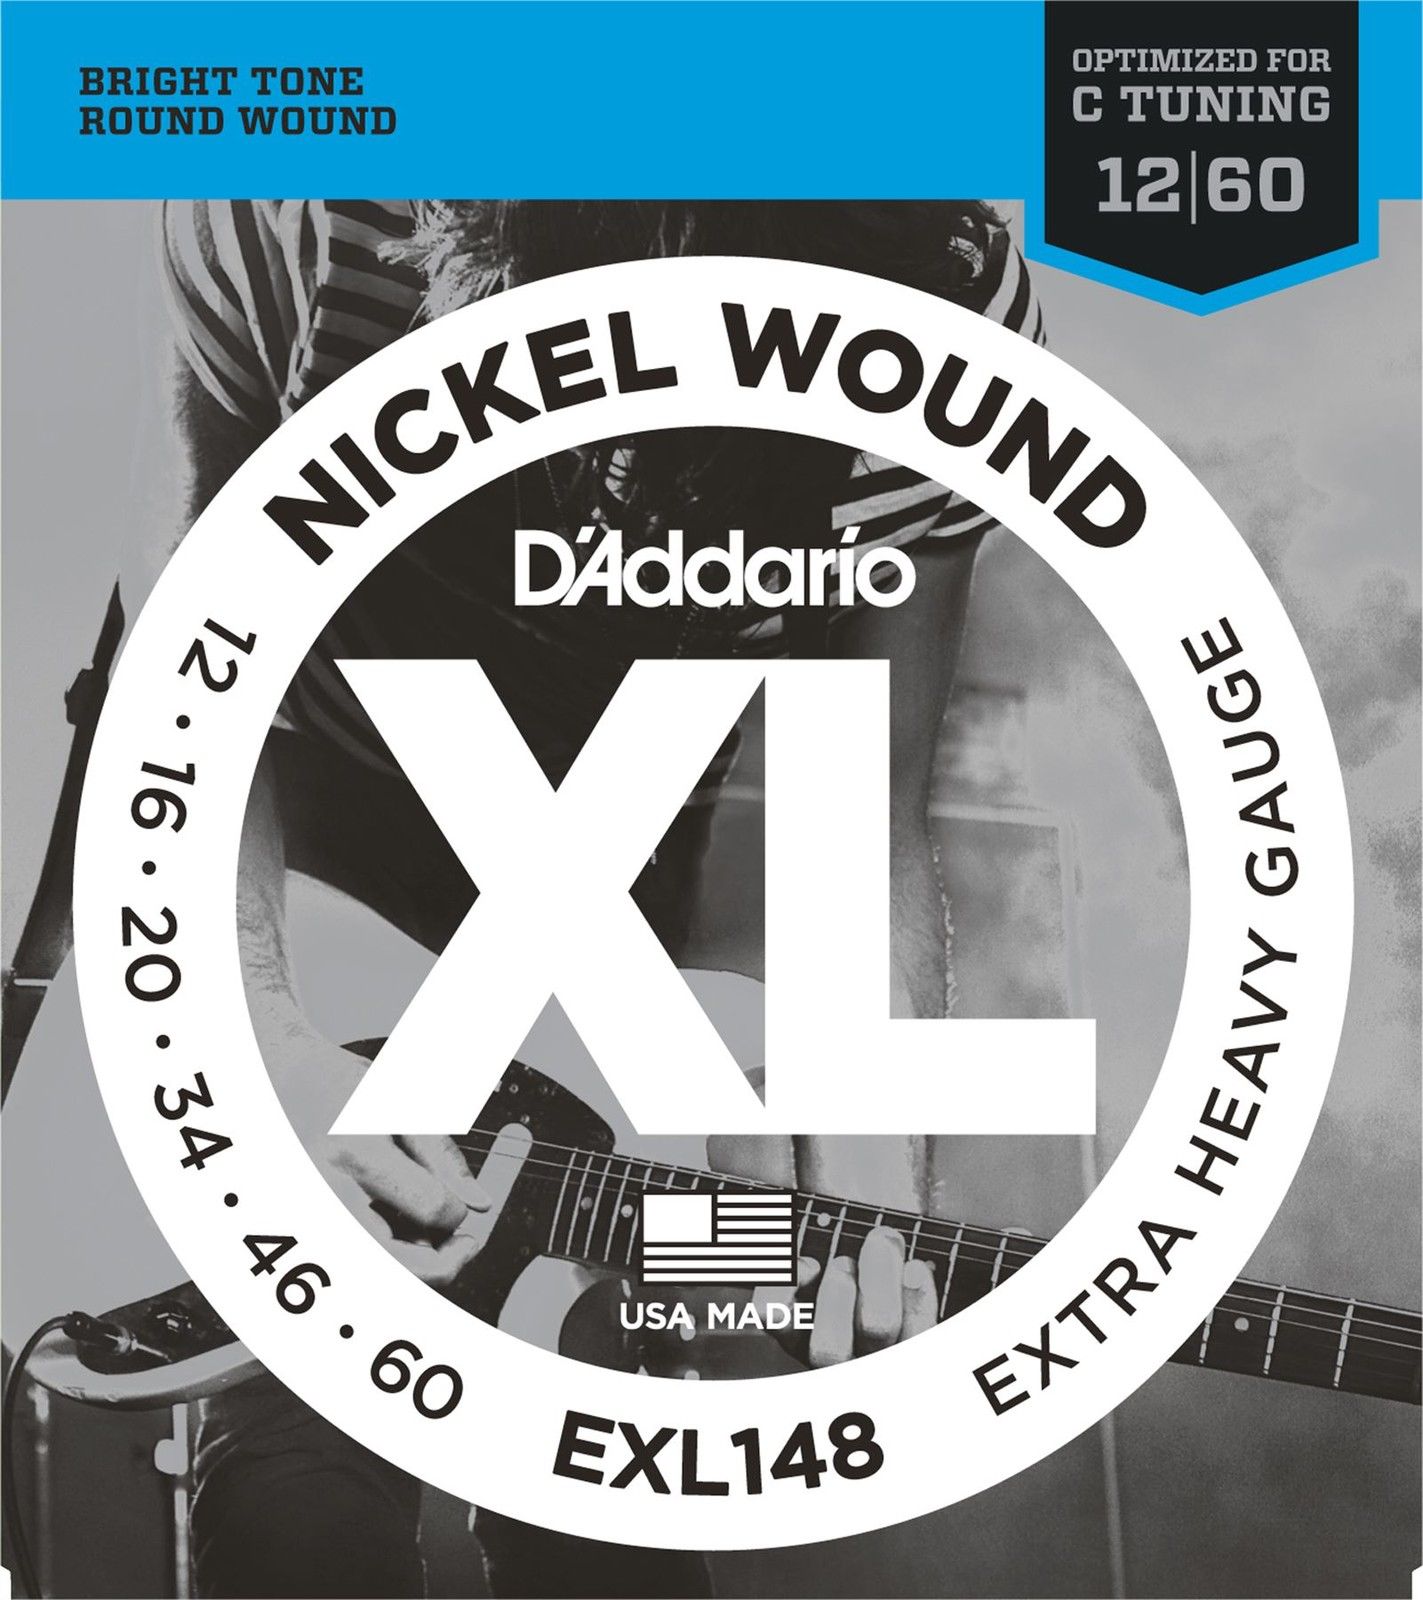 BRIGHT TONE
ROUND WOUND
OPTIMIZED FOR
C TUNING
12|60
NICKEL WOUND
D'Addario
XL
12 · 16 · 20 · 34 · 46 · 60
EXTRA HEAVY GAUGE
USA MADE
EXL148